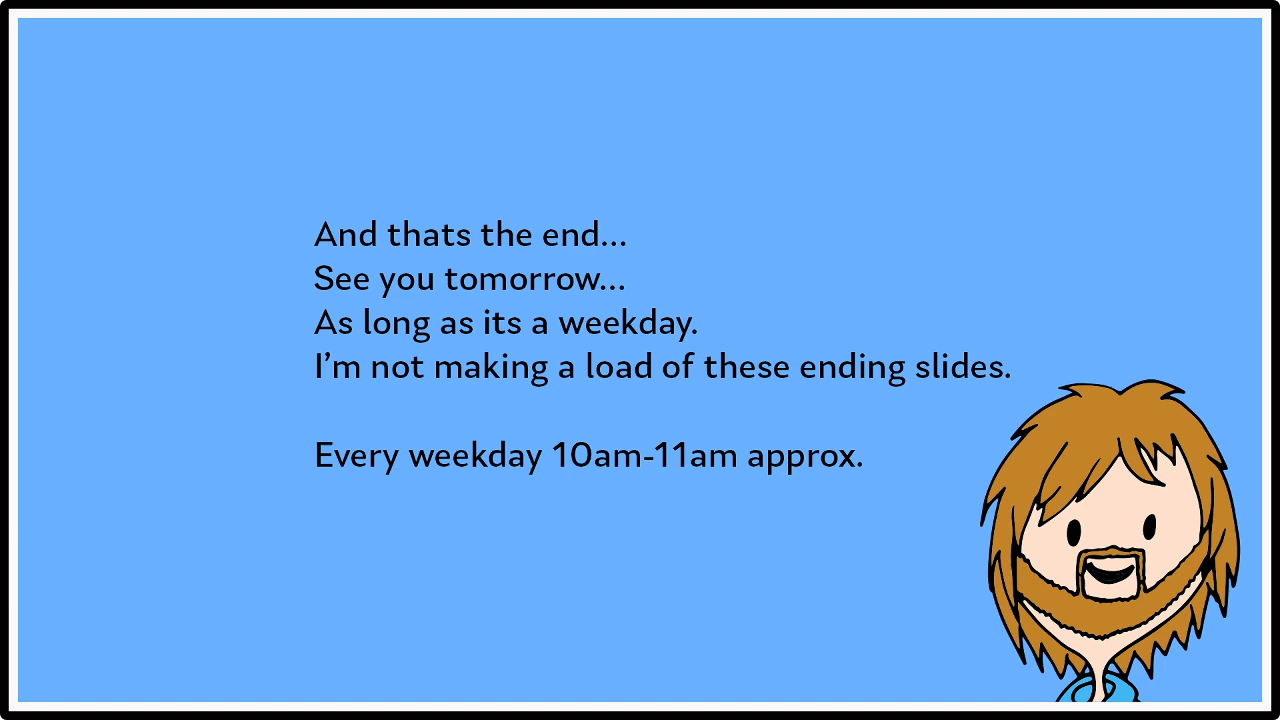 And thats the end...
See you tomorrow...
As long as its a weekday.
I'm not making a load of these ending slides.
Every weekday 10am-11am approx.